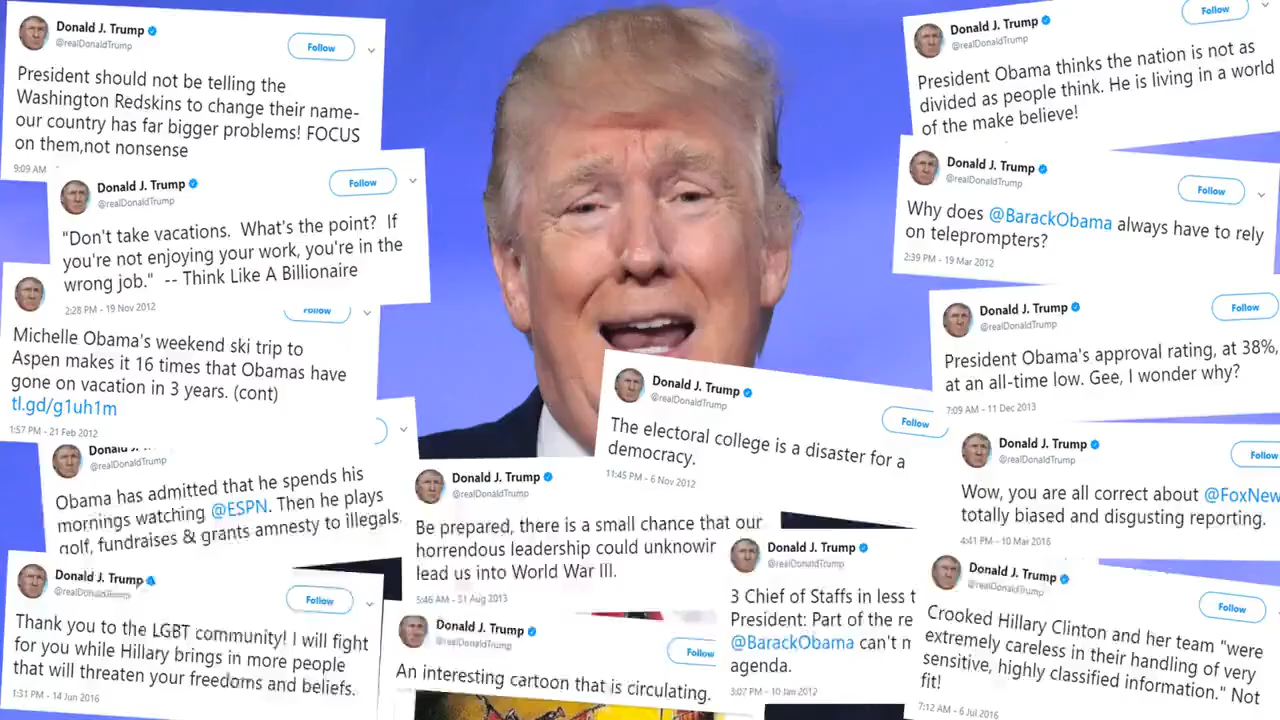 Donald J. Trump
@realDonaldTrump
Follow
President should not be telling the
Washington Redskins to change their name-
our country has far bigger problems! FOCUS
on them,not nonsense
9:09 AM
Donald J. Trump
@realDonaldTrump
Follow
"Don't take vacations. What's the point? If
you're not enjoying your work, you're in the
wrong job." -- Think Like A Billionaire
2:28 PM - 19 Nov 2012
Follow
Michelle Obama's weekend ski trip to
Aspen makes it 16 times that Obamas have
gone on vacation in 3 years. (cont)
tl.gd/g1uh1m
1:57 PM - 21 Feb 2012
Donald J. Trump
@realDonaldTrump
Obama has admitted that he spends his
mornings watching @ESPN. Then he plays
golf, fundraises & grants amnesty to illegals
Donald J. Trump
@realDonaldTrump
Follow
Thank you to the LGBT community! I will fight
for you while Hillary brings in more people
that will threaten your freedoms and beliefs.
1:31 PM - 14 Jun 2016
Donald J. Trump
@realDonaldTrump
Follow
The electoral college is a disaster for a
democracy.
11:45 PM - 6 Nov 2012
Donald J. Trump
@realDonaldTrump
Be prepared, there is a small chance that our
horrendous leadership could unknowin
lead us into World War III.
5:46 AM - 31 Aug 2013
Donald J. Trump
@realDonaldTrump
Follow
An interesting cartoon that is circulating.
Donald J. Trump
@realDonaldTrump
3 Chief of Staffs in less t
President: Part of the re
@BarackObama can't m
agenda.
3:07 PM - 10 Jan 2012
Donald J. Trump
@realDonaldTrump
Follow
President Obama thinks the nation is not as
divided as people think. He is living in a world
of the make believe!
Donald J. Trump
@realDonaldTrump
Follow
Why does @BarackObama always have to rely
on teleprompters?
2:39 PM - 19 Mar 2012
Donald J. Trump
@realDonaldTrump
Follow
President Obama's approval rating, at 38%,
at an all-time low. Gee, I wonder why?
7:09 AM - 11 Dec 2013
Donald J. Trump
@realDonaldTrump
Follow
Wow, you are all correct about @FoxNew
totally biased and disgusting reporting.
4:41 PM - 10 Mar 2016
Donald J. Trump
@realDonaldTrump
Follow
Crooked Hillary Clinton and her team "were
extremely careless in their handling of very
sensitive, highly classified information." Not
fit!
7:12 AM - 6 Jul 2016